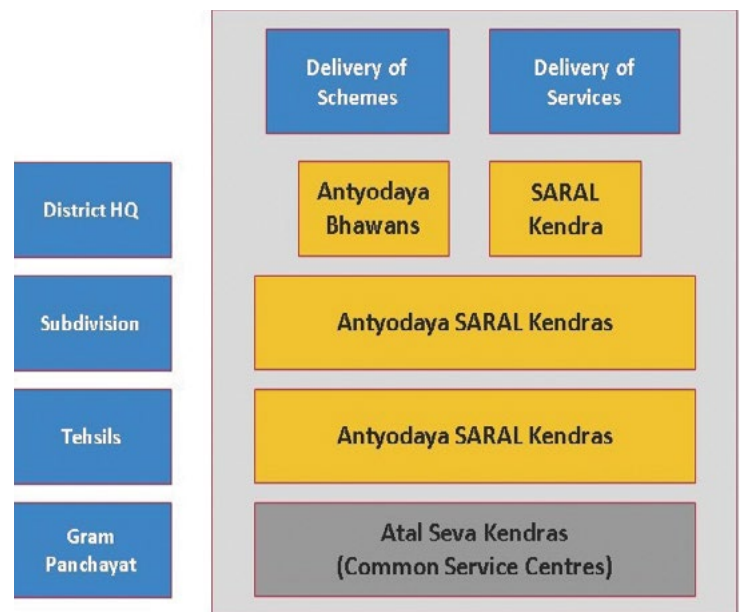 Delivery of
Schemes
Delivery of
Services
District HQ
Antyodaya
Bhawans
SARAL
Kendra
Subdivision
Antyodaya SARAL Kendras
Tehsils
Antyodaya SARAL Kendras
Gram
Panchayat
Atal Seva Kendras
(Common Service Centres)